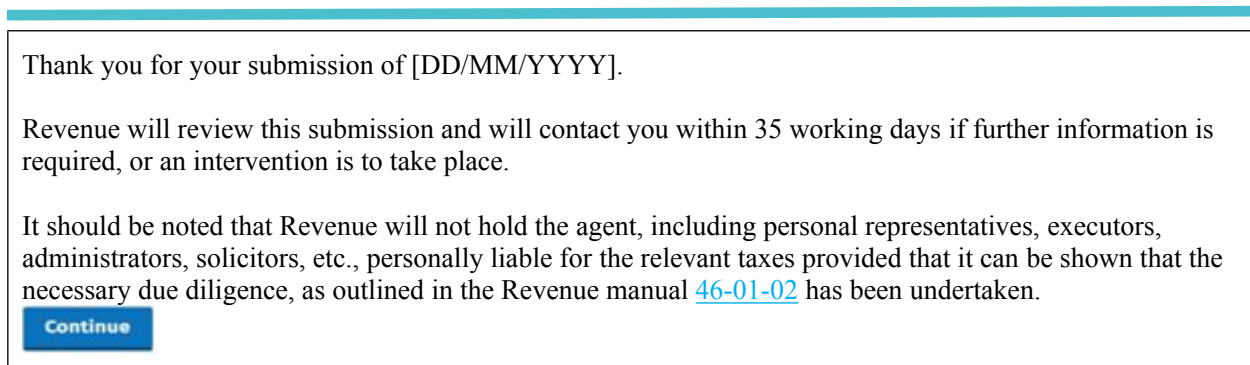 Thank you for your submission of [DD/MM/YYYY].
Revenue will review this submission and will contact you within 35 working days if further information is
required, or an intervention is to take place.
It should be noted that Revenue will not hold the agent, including personal representatives, executors,
administrators, solicitors, etc., personally liable for the relevant taxes provided that it can be shown that the
necessary due diligence, as outlined in the Revenue manual 46-01-02 has been undertaken.
Continue